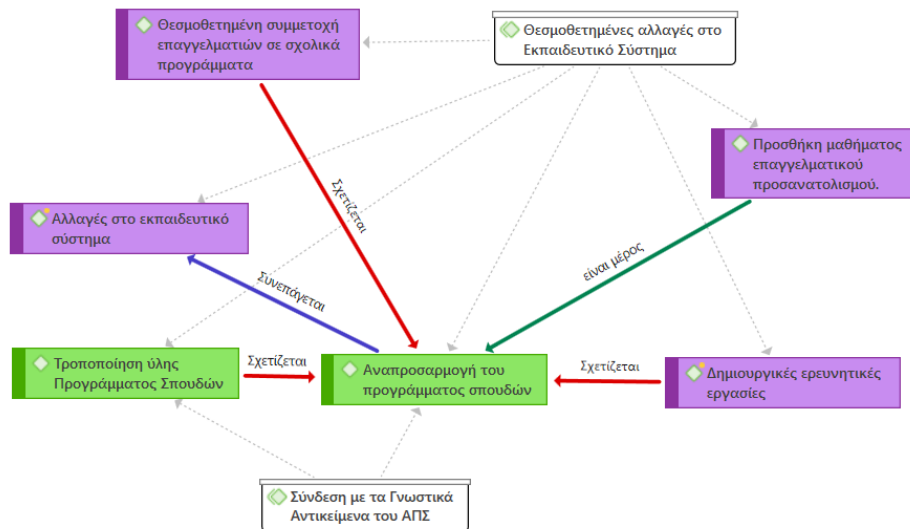 Θεσμοθετημένη συμμετοχή
επαγγελματιών σε σχολικά
προγράμματα
Θεσμοθετημένες αλλαγές στο
Εκπαιδευτικό Σύστημα
Προσθήκη μαθήματος
επαγγελματικού
προσανατολισμού.
Σχετίζεται
Αλλαγές στο εκπαιδευτικό
σύστημα
είναι μέρος
Συνεπάγεται
Τροποποίηση ύλης
Προγράμματος Σπουδών
Σχετίζεται
Αναπροσαρμογή του
προγράμματος σπουδών
Σχετίζεται
Δημιουργικές ερευνητικές
εργασίες
Σύνδεση με τα Γνωστικά
Αντικείμενα του ΑΠΣ